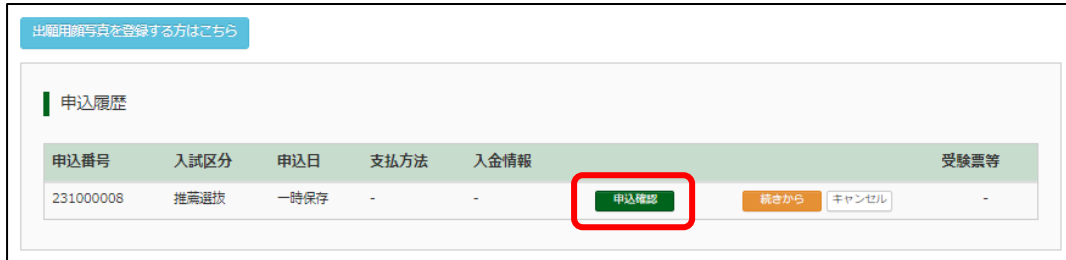 出願用顔写真を登録する方はこちら
申込履歴
申込番号 入試区分 申込日 支払方法 入金情報 受験票等
231000008 推薦選抜 一時保存 - - 申込確認 続きから キャンセル -